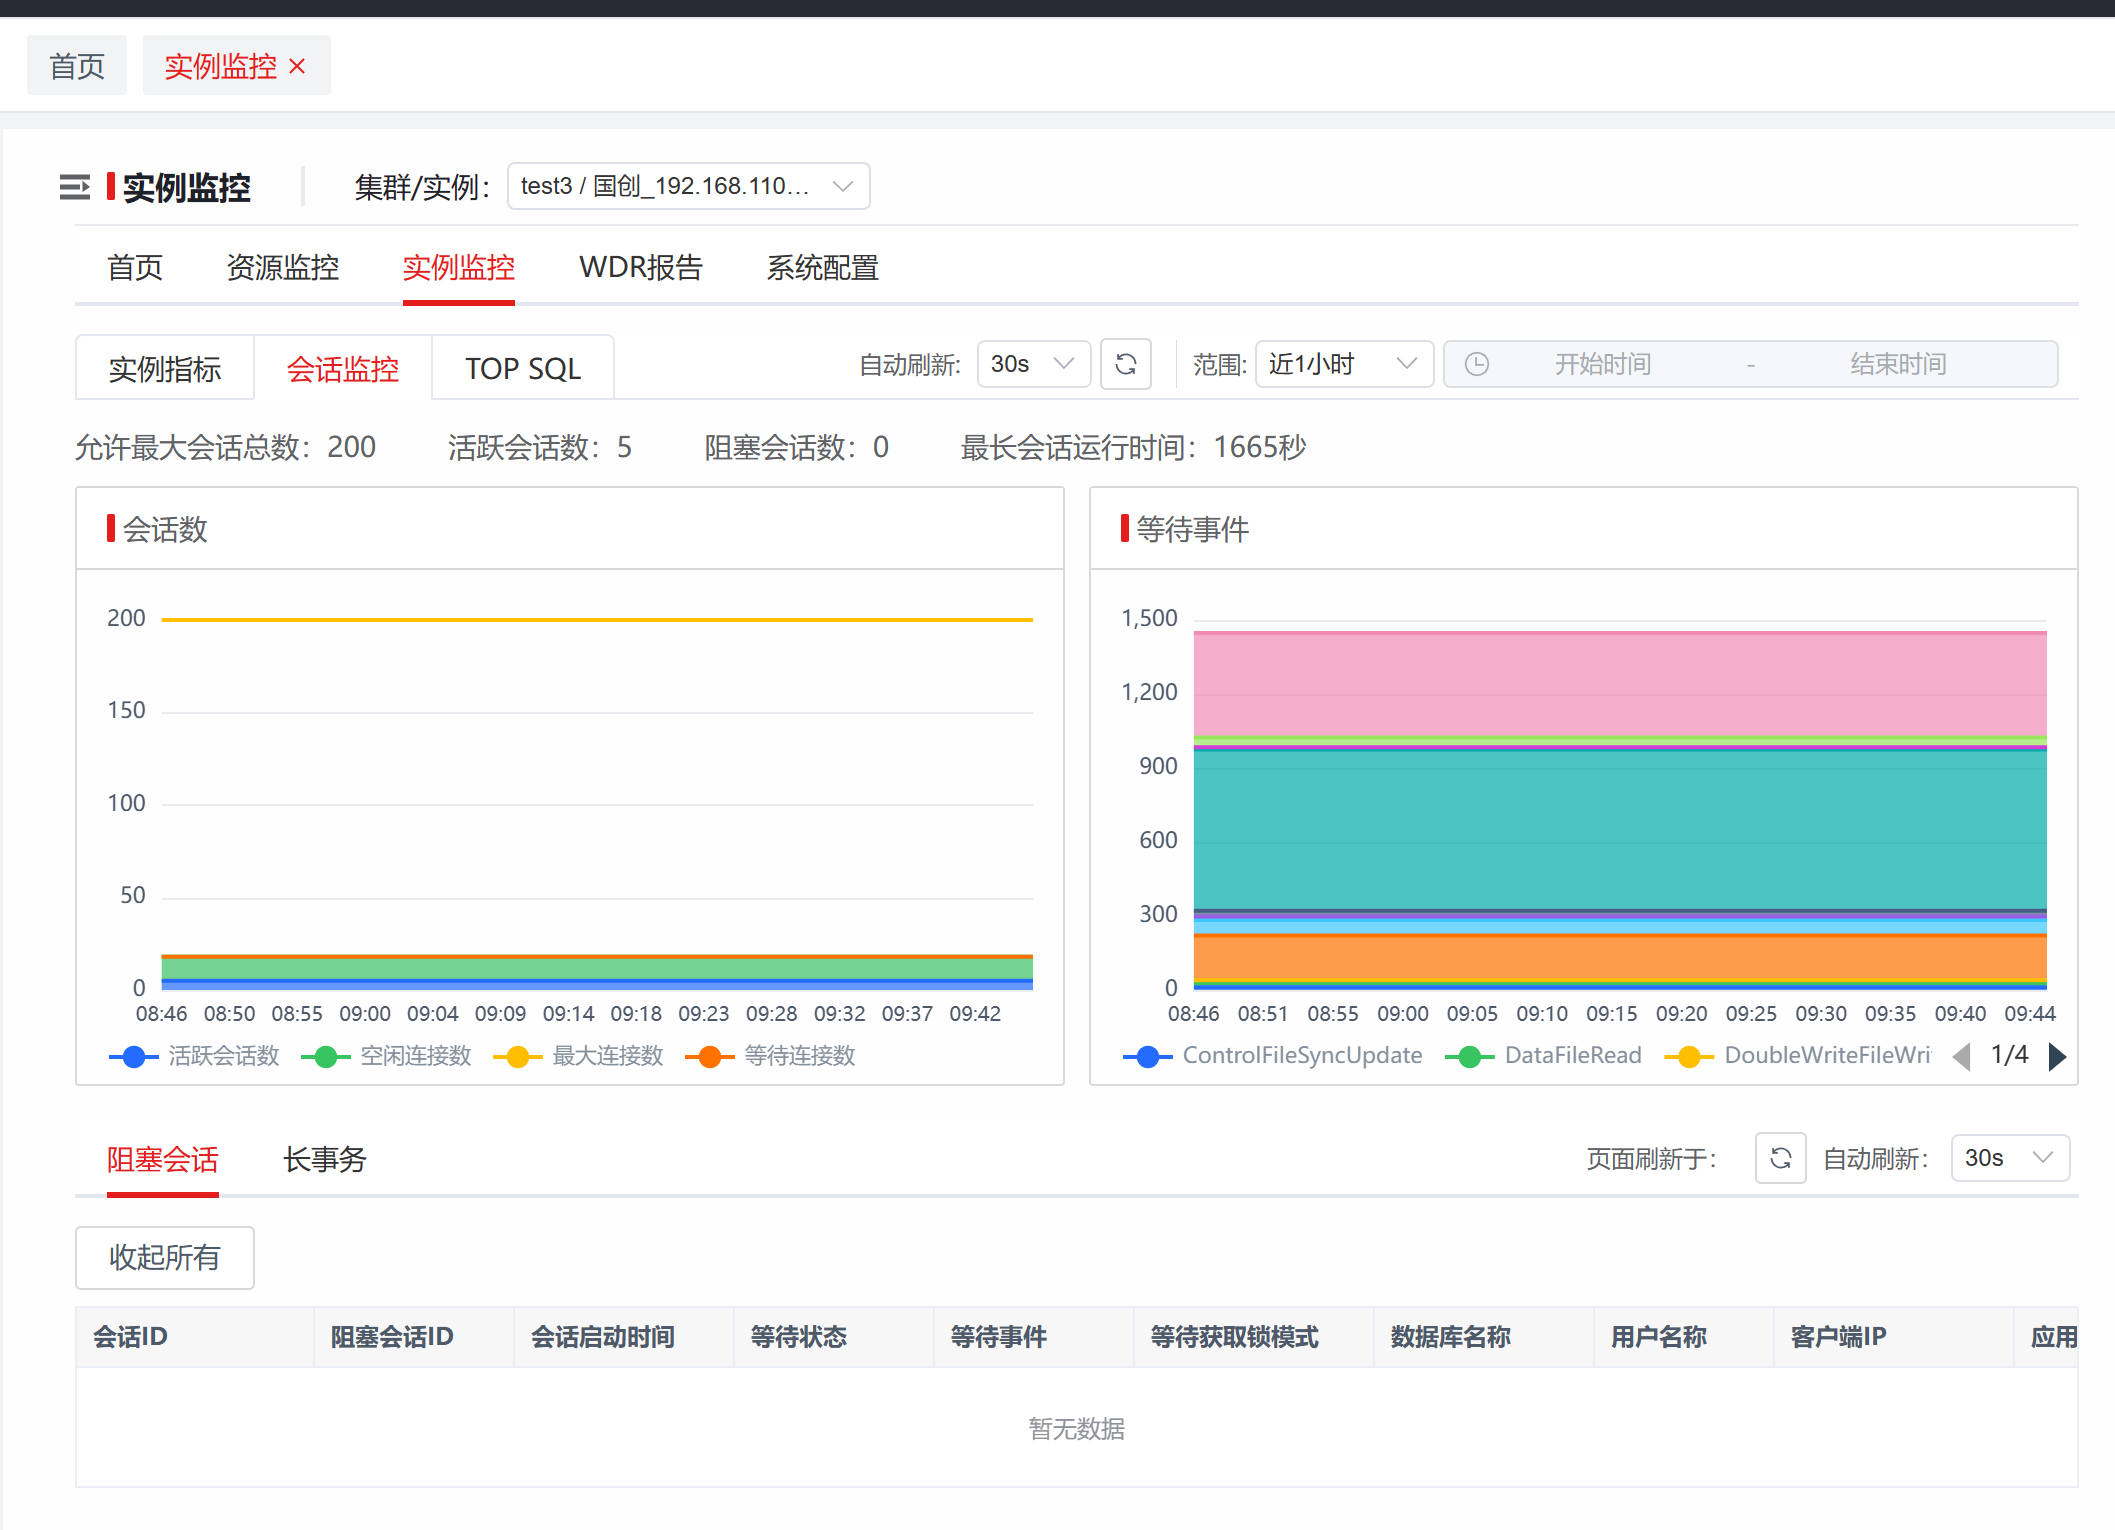 首页 实例监控 ×
实例监控 集群/实例： test3 / 国创_192.168.110...
首页 资源监控 实例监控 WDR报告 系统配置
实例指标 会话监控 TOP SQL 自动刷新: 30s 范围: 近1小时 开始时间 - 结束时间
允许最大会话总数：200 活跃会话数：5 阻塞会话数：0 最长会话运行时间：1665秒
会话数
200
150
100
50
0
08:46 08:50 08:55 09:00 09:04 09:09 09:14 09:18 09:23 09:28 09:32 09:37 09:42
活跃会话数 空闲连接数 最大连接数 等待连接数
等待事件
1,500
1,200
900
600
300
0
08:46 08:51 08:55 09:00 09:05 09:10 09:15 09:20 09:25 09:30 09:35 09:40 09:44
ControlFileSyncUpdate DataFileRead DoubleWriteFileWri 1/4
阻塞会话 长事务 页面刷新于： 自动刷新： 30s
收起所有
会话ID 阻塞会话ID 会话启动时间 等待状态 等待事件 等待获取锁模式 数据库名称 用户名称 客户端IP 应用
暂无数据